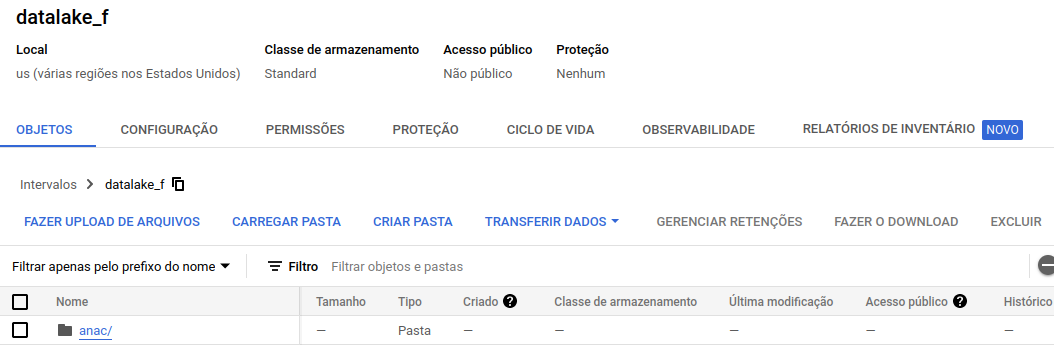 datalake_f
Local Classe de armazenamento Acesso público Proteção
us (várias regiões nos Estados Unidos) Standard Não público Nenhum
OBJETOS CONFIGURAÇÃO PERMISSÕES PROTEÇÃO CICLO DE VIDA OBSERVABILIDADE RELATÓRIOS DE INVENTÁRIO NOVO
Intervalos datalake_f
FAZER UPLOAD DE ARQUIVOS CARREGAR PASTA CRIAR PASTA TRANSFERIR DADOS GERENCIAR RETENÇÕES FAZER O DOWNLOAD EXCLUIR
Filtrar apenas pelo prefixo do nome Filtro Filtrar objetos e pastas
Nome Tamanho Tipo Criado ? Classe de armazenamento Última modificação Acesso público ? Histórico
anac/ — Pasta — — — — —